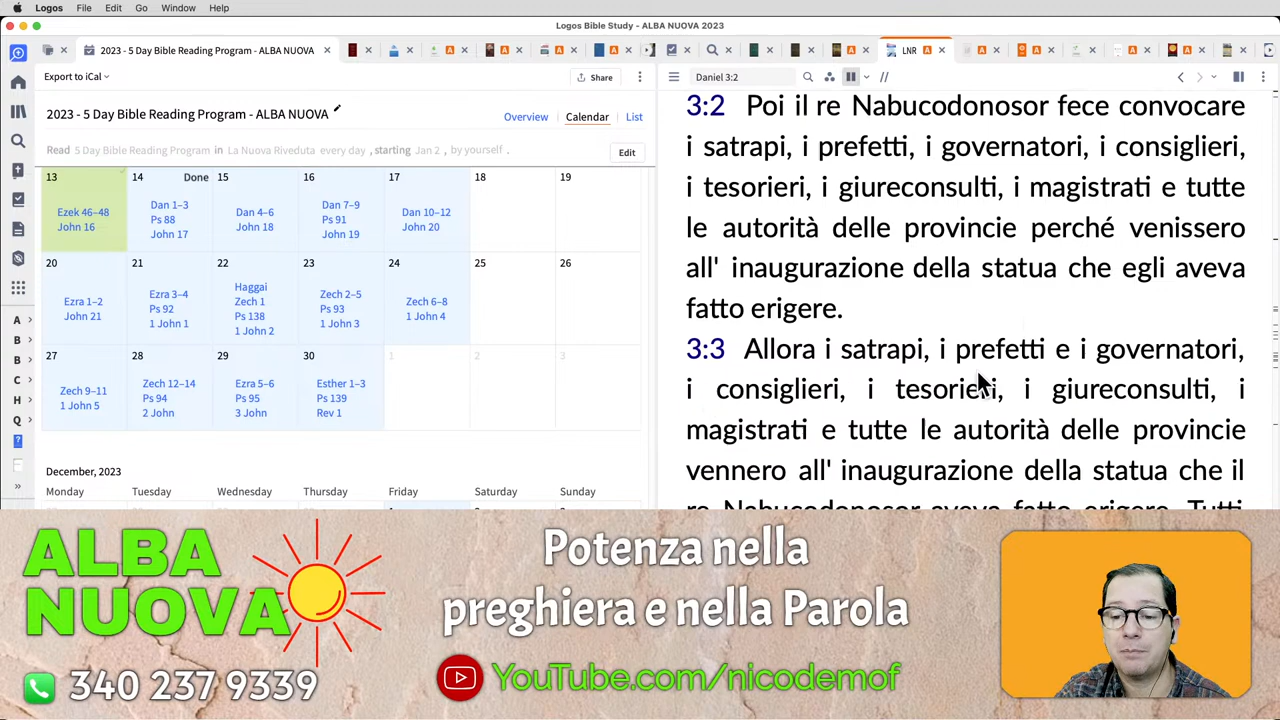 Logos File Edit Go Window Help
Logos Bible Study - ALBA NUOVA 2023
2023 - 5 Day Bible Reading Program - ALBA NUOVA
LNR
Export to iCal
Share
Daniel 3:2
2023 - 5 Day Bible Reading Program - ALBA NUOVA
Overview Calendar List
Read 5 Day Bible Reading Program in La Nuova Riveduta every day , starting Jan 2 , by yourself .
Edit
13 14 Done 15 16 17 18 19
Ezek 46–48
John 16
Dan 1–3
Ps 88
John 17
Dan 4–6
John 18
Dan 7–9
Ps 91
John 19
Dan 10–12
John 20
20 21 22 23 24 25 26
Ezra 1–2
John 21
Ezra 3–4
Ps 92
1 John 1
Haggai
Zech 1
Ps 138
1 John 2
Zech 2–5
Ps 93
1 John 3
Zech 6–8
1 John 4
27 28 29 30 1 2 3
Zech 9–11
1 John 5
Zech 12–14
Ps 94
2 John
Ezra 5–6
Ps 95
3 John
Esther 1–3
Ps 139
Rev 1
December, 2023
Monday Tuesday Wednesday Thursday Friday Saturday Sunday
A
B
B
C
H
Q
3:2 Poi il re Nabucodonosor fece convocare
i satrapi, i prefetti, i governatori, i consiglieri,
i tesorieri, i giureconsulti, i magistrati e tutte
le autorità delle provincie perché venissero
all' inaugurazione della statua che egli aveva
fatto erigere.
3:3 Allora i satrapi, i prefetti e i governatori,
i consiglieri, i tesorieri, i giureconsulti, i
magistrati e tutte le autorità delle provincie
vennero all' inaugurazione della statua che il
re Nabucodonosor aveva fatto erigere. Tutti
ALBA
NUOVA
340 237 9339
Potenza nella
preghiera e nella Parola
YouTube.com/nicodemof